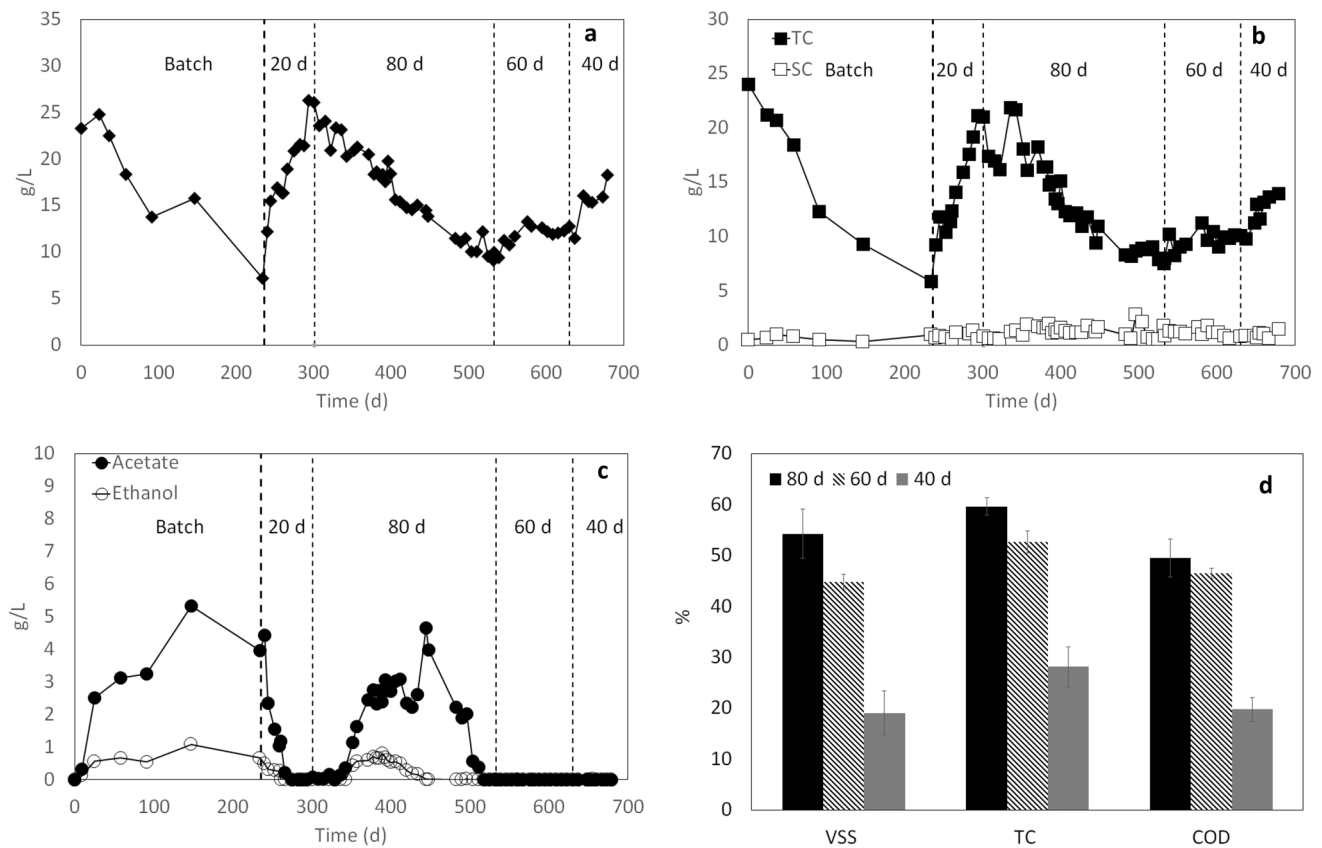 a
35
30
25
20
15
10
5
0
g/L
Batch 20 d 80 d 60 d 40 d
0 100 200 300 400 500 600 700
Time (d)
b
30
25
20
15
10
5
0
g/L
TC
SC
Batch 20 d 80 d 60 d 40 d
0 100 200 300 400 500 600 700
Time (d)
c
10
9
8
7
6
5
4
3
2
1
0
g/L
Acetate
Ethanol
Batch 20 d 80 d 60 d 40 d
0 100 200 300 400 500 600 700
Time (d)
d
70
60
50
40
30
20
10
0
%
80 d 60 d 40 d
VSS TC COD